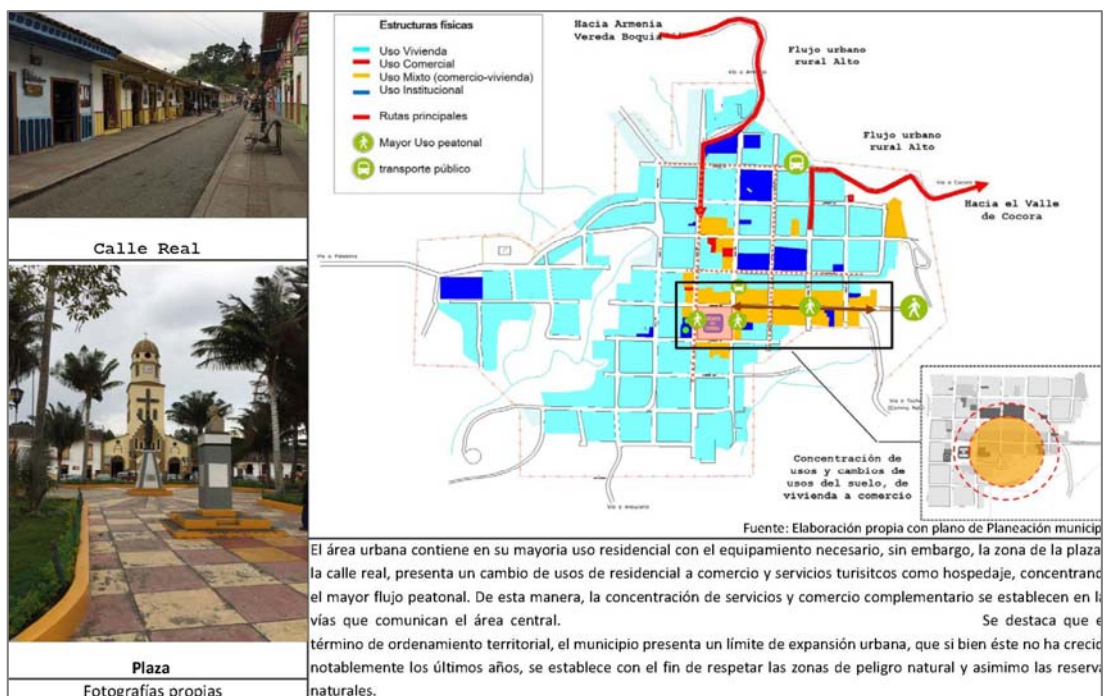 Calle Real
Plaza
Fotografías propias
Estructuras físicas
Uso Vivienda
Uso Comercial
Uso Mixto (comercio-vivienda)
Uso Institucional
Rutas principales
Mayor Uso peatonal
transporte público
Hacia Armenia
Vereda Boquia
Flujo urbano
rural Alto
Flujo urbano
rural Alto
Hacia el Valle
de Cocora
Concentración de
usos y cambios de
usos del suelo, de
vivienda a comercio
Fuente: Elaboración propia con plano de Planeación municip
El área urbana contiene en su mayoria uso residencial con el equipamiento necesario, sin embargo, la zona de la plaza
la calle real, presenta un cambio de usos de residencial a comercio y servicios turisitcos como hospedaje, concentrand
el mayor flujo peatonal. De esta manera, la concentración de servicios y comercio complementario se establecen en la
vías que comunican el área central. Se destaca que e
término de ordenamiento territorial, el municipio presenta un límite de expansión urbana, que si bien éste no ha crecid
notablemente los últimos años, se establece con el fin de respetar las zonas de peligro natural y asimimo las reserva
naturales.